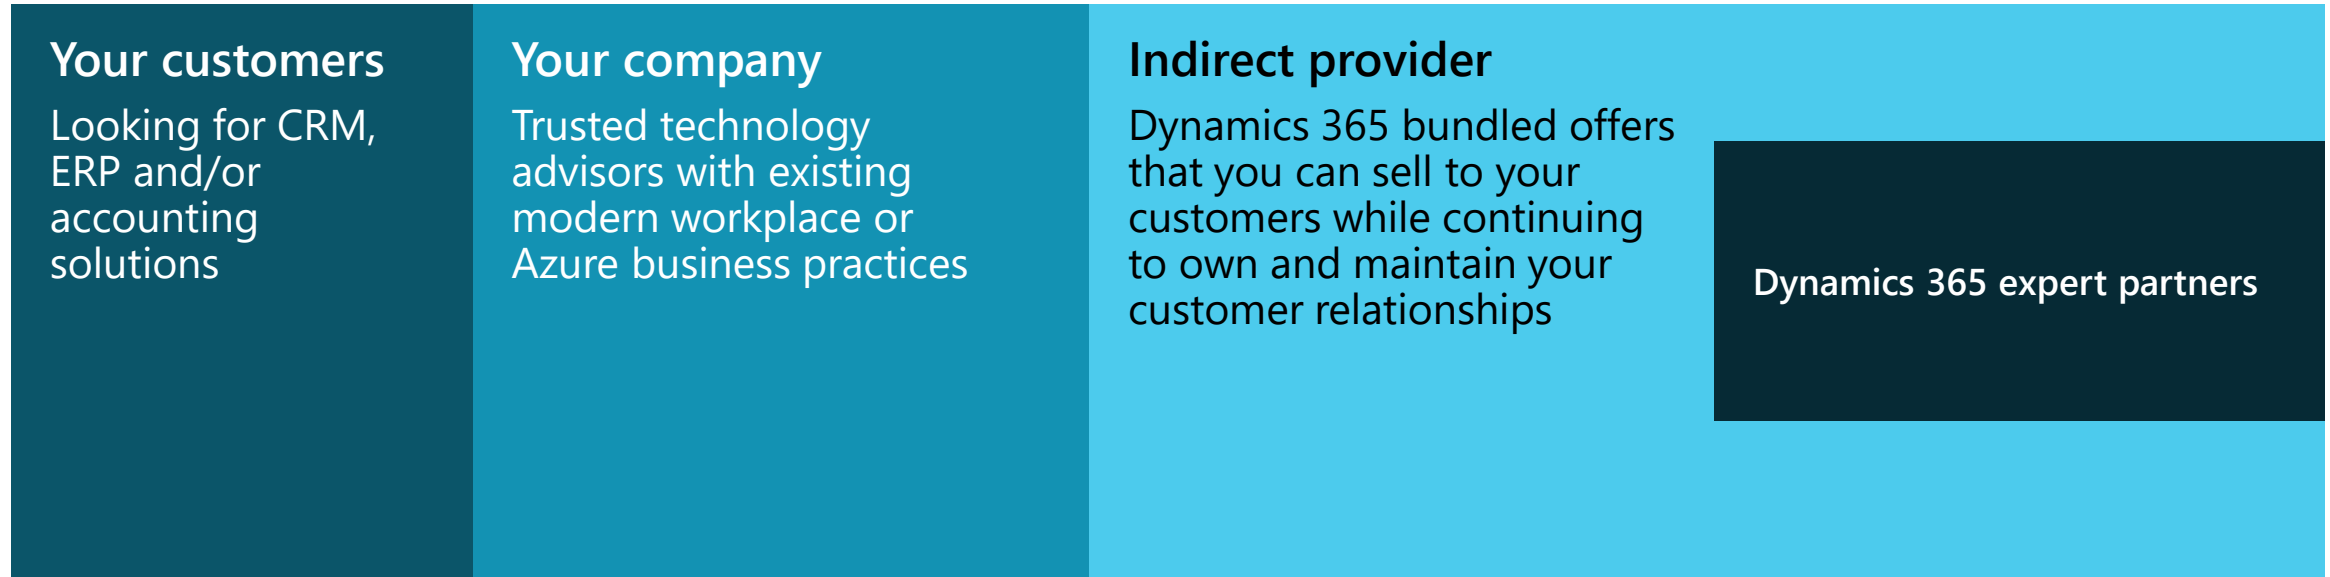 Your customers
Looking for CRM,
ERP and/or
accounting
solutions
Your company
Trusted technology
advisors with existing
modern workplace or
Azure business practices
Indirect provider
Dynamics 365 bundled offers
that you can sell to your
customers while continuing
to own and maintain your
customer relationships
Dynamics 365 expert partners